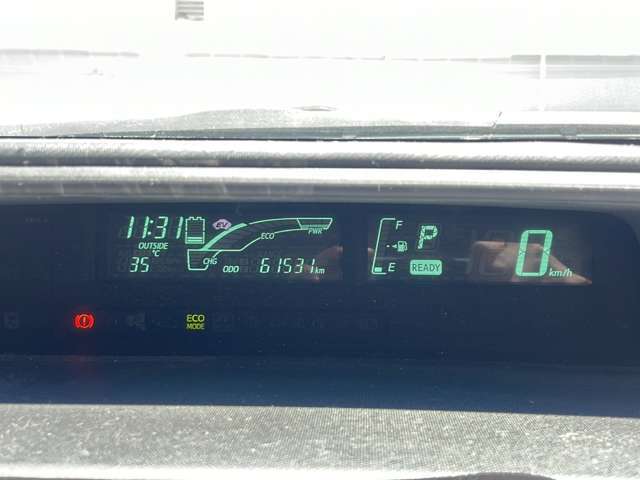 11:31 EV F P
ECO PWR
OUTSIDE
°C
35 CHG ODO 61531 km E READY 0 km/h
ECO
MODE